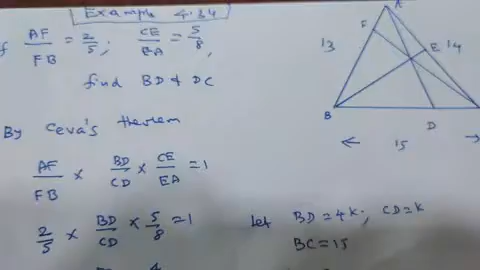 Example 4.34
f AF/FB = 2/5; CE/EA = 5/8,
find BD & DC
By Ceva's theorem
AF/FB × BD/CD × CE/EA = 1
2/5 × BD/CD × 5/8 = 1
Let BD = 4k; CD = k
BC = 15
A
F
E
13
14
B
D
15